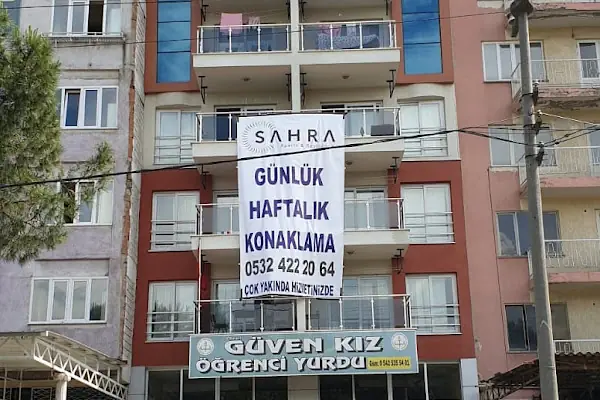 SAHRA
GÜNLÜK
HAFTALIK
KONAKLAMA
0532 422 20 64
ÇOK YAKINDA HİZMETİNİZDE
GÜVEN KIZ
ÖĞRENCİ YURDU